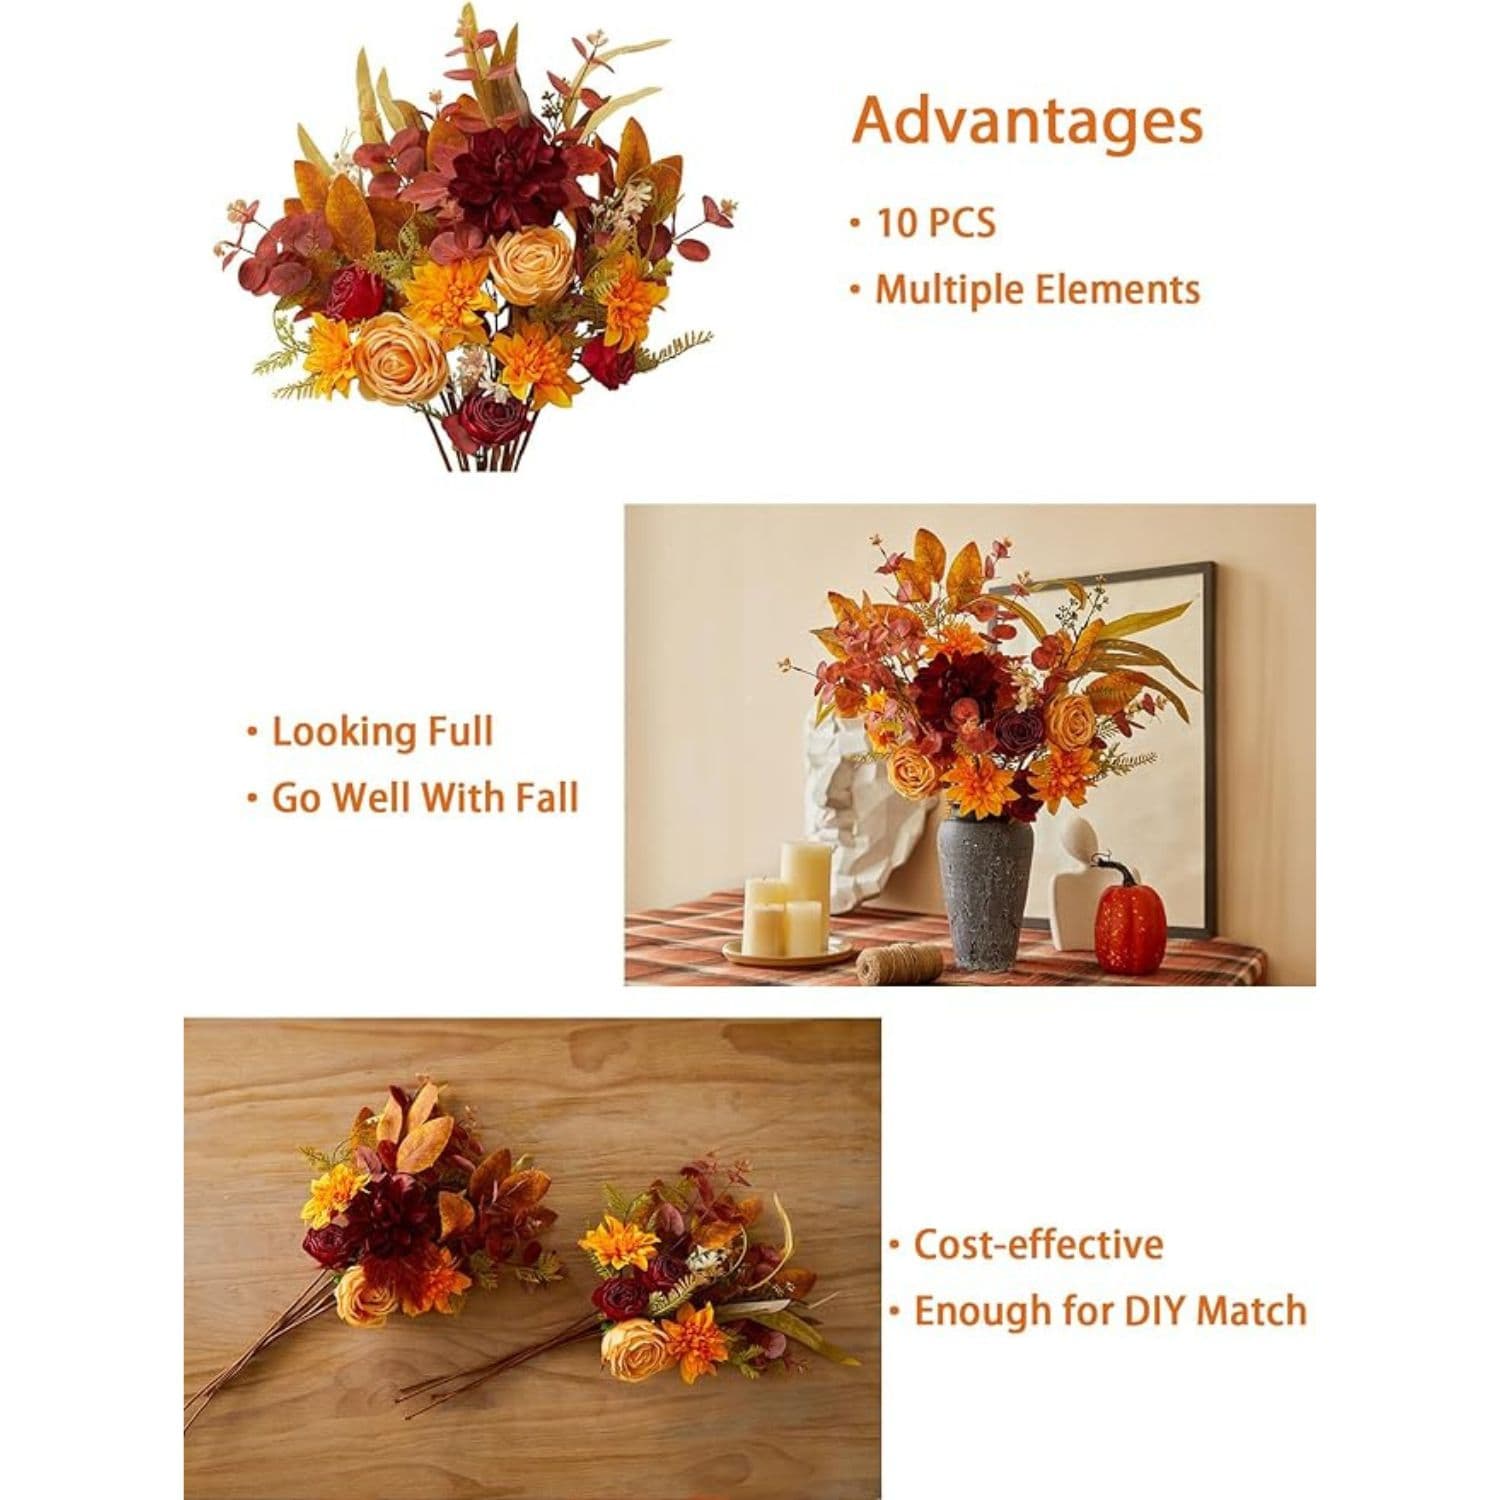 Advantages
• 10 PCS
• Multiple Elements
• Looking Full
• Go Well With Fall
• Cost-effective
• Enough for DIY Match